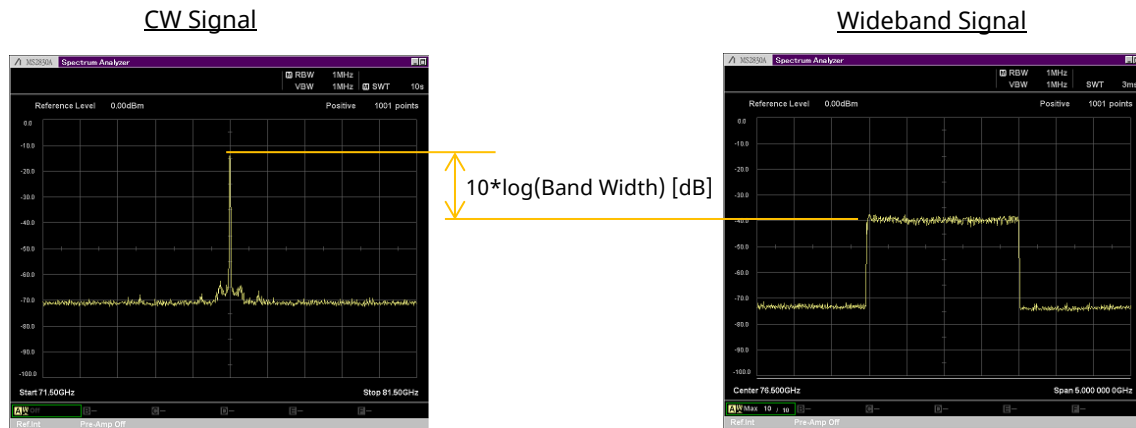 CW Signal
Wideband Signal
MS2850A Spectrum Analyzer
RBW 1MHz
VBW 1MHz SWT 10s
Reference Level 0.00dBm Positive 1001 points
0.0
-10.0
-20.0
-30.0
-40.0
-50.0
-60.0
-70.0
-80.0
-90.0
-100.0
Start 71.50GHz Stop 81.50GHz
Ref.Int Pre-Amp Off
10*log(Band Width) [dB]
MS2850A Spectrum Analyzer
RBW 1MHz
VBW 1MHz SWT 3ms
Reference Level 0.00dBm Positive 1001 points
0.0
-10.0
-20.0
-30.0
-40.0
-50.0
-60.0
-70.0
-80.0
-90.0
-100.0
Center 76.500GHz Span 5.000 000 0GHz
A W Max 10 / 10
Ref.Int Pre-Amp Off